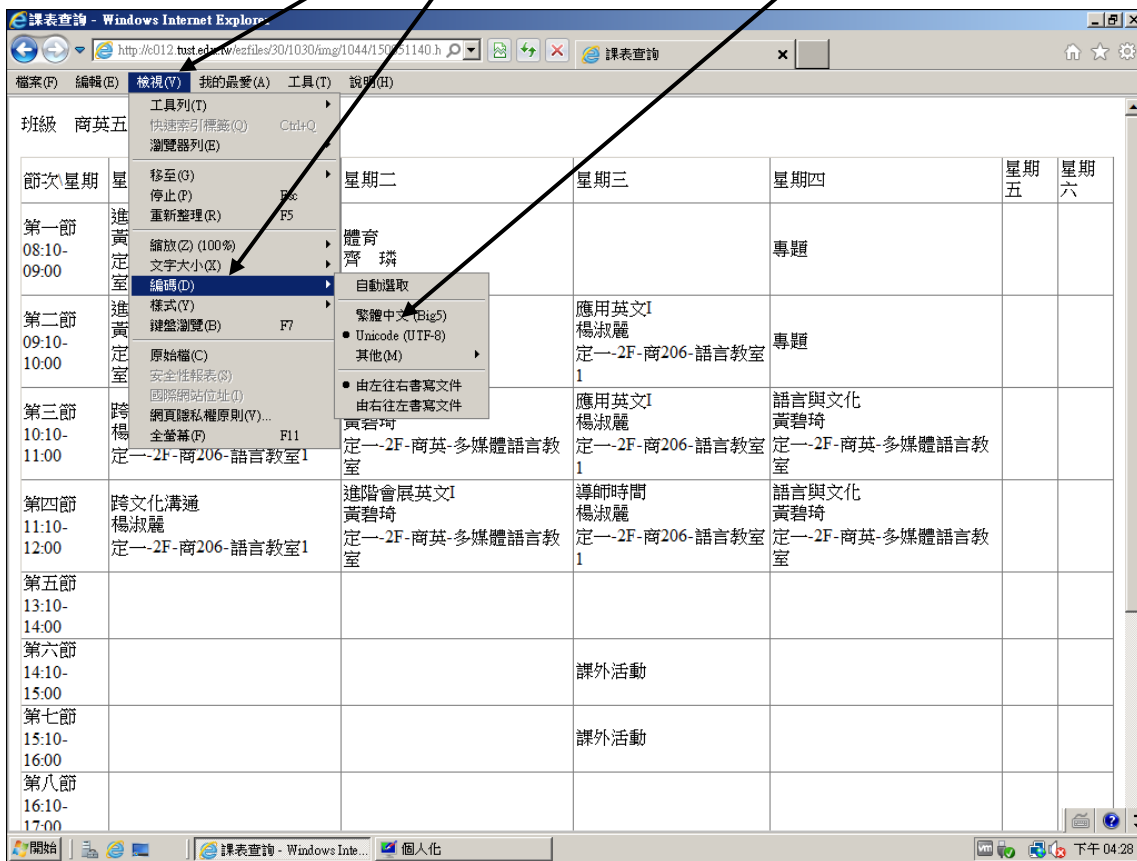 課表查詢 - Windows Internet Explorer
http://c012.tust.edu.tw/ezfiles/30/1030/img/1044/150051140.h
課表查詢
檔案(F) 編輯(E) 檢視(V) 我的最愛(A) 工具(T) 說明(H)
班級 商英五
工具列(T)
快速索引標籤(Q) Ctrl+Q
瀏覽器列(E)
移至(G)
停止(P) Esc
重新整理(R) F5
縮放(Z) (100%)
文字大小(X)
編碼(D)
樣式(Y)
鍵盤瀏覽(B) F7
原始檔(C)
安全性報表(S)
國際網站位址(I)
網頁隱私權原則(V)...
全螢幕(F) F11
自動選取
繁體中文 (Big5)
Unicode (UTF-8)
其他(M)
由左往右書寫文件
由右往左書寫文件
節次\星期 星 星期二 星期三 星期四 星期
五 星期
六
第一節
08:10-
09:00
進
黃
定
室
體育
齊 璘
專題
第二節
09:10-
10:00
進
黃
定
室
應用英文I
楊淑麗
定一-2F-商206-語言教室
1
專題
第三節
10:10-
11:00
跨
楊
定一-2F-商206-語言教室1
黃碧琦
定一-2F-商英-多媒體語言教
室
應用英文I
楊淑麗
定一-2F-商206-語言教室
1
語言與文化
黃碧琦
定一-2F-商英-多媒體語言教
室
第四節
11:10-
12:00
跨文化溝通
楊淑麗
定一-2F-商206-語言教室1
進階會展英文I
黃碧琦
定一-2F-商英-多媒體語言教
室
導師時間
楊淑麗
定一-2F-商206-語言教室
1
語言與文化
黃碧琦
定一-2F-商英-多媒體語言教
室
第五節
13:10-
14:00
第六節
14:10-
15:00
課外活動
第七節
15:10-
16:00
課外活動
第八節
16:10-
17:00
開始
課表查詢 - Windows Inte...
個人化
下午 04:28